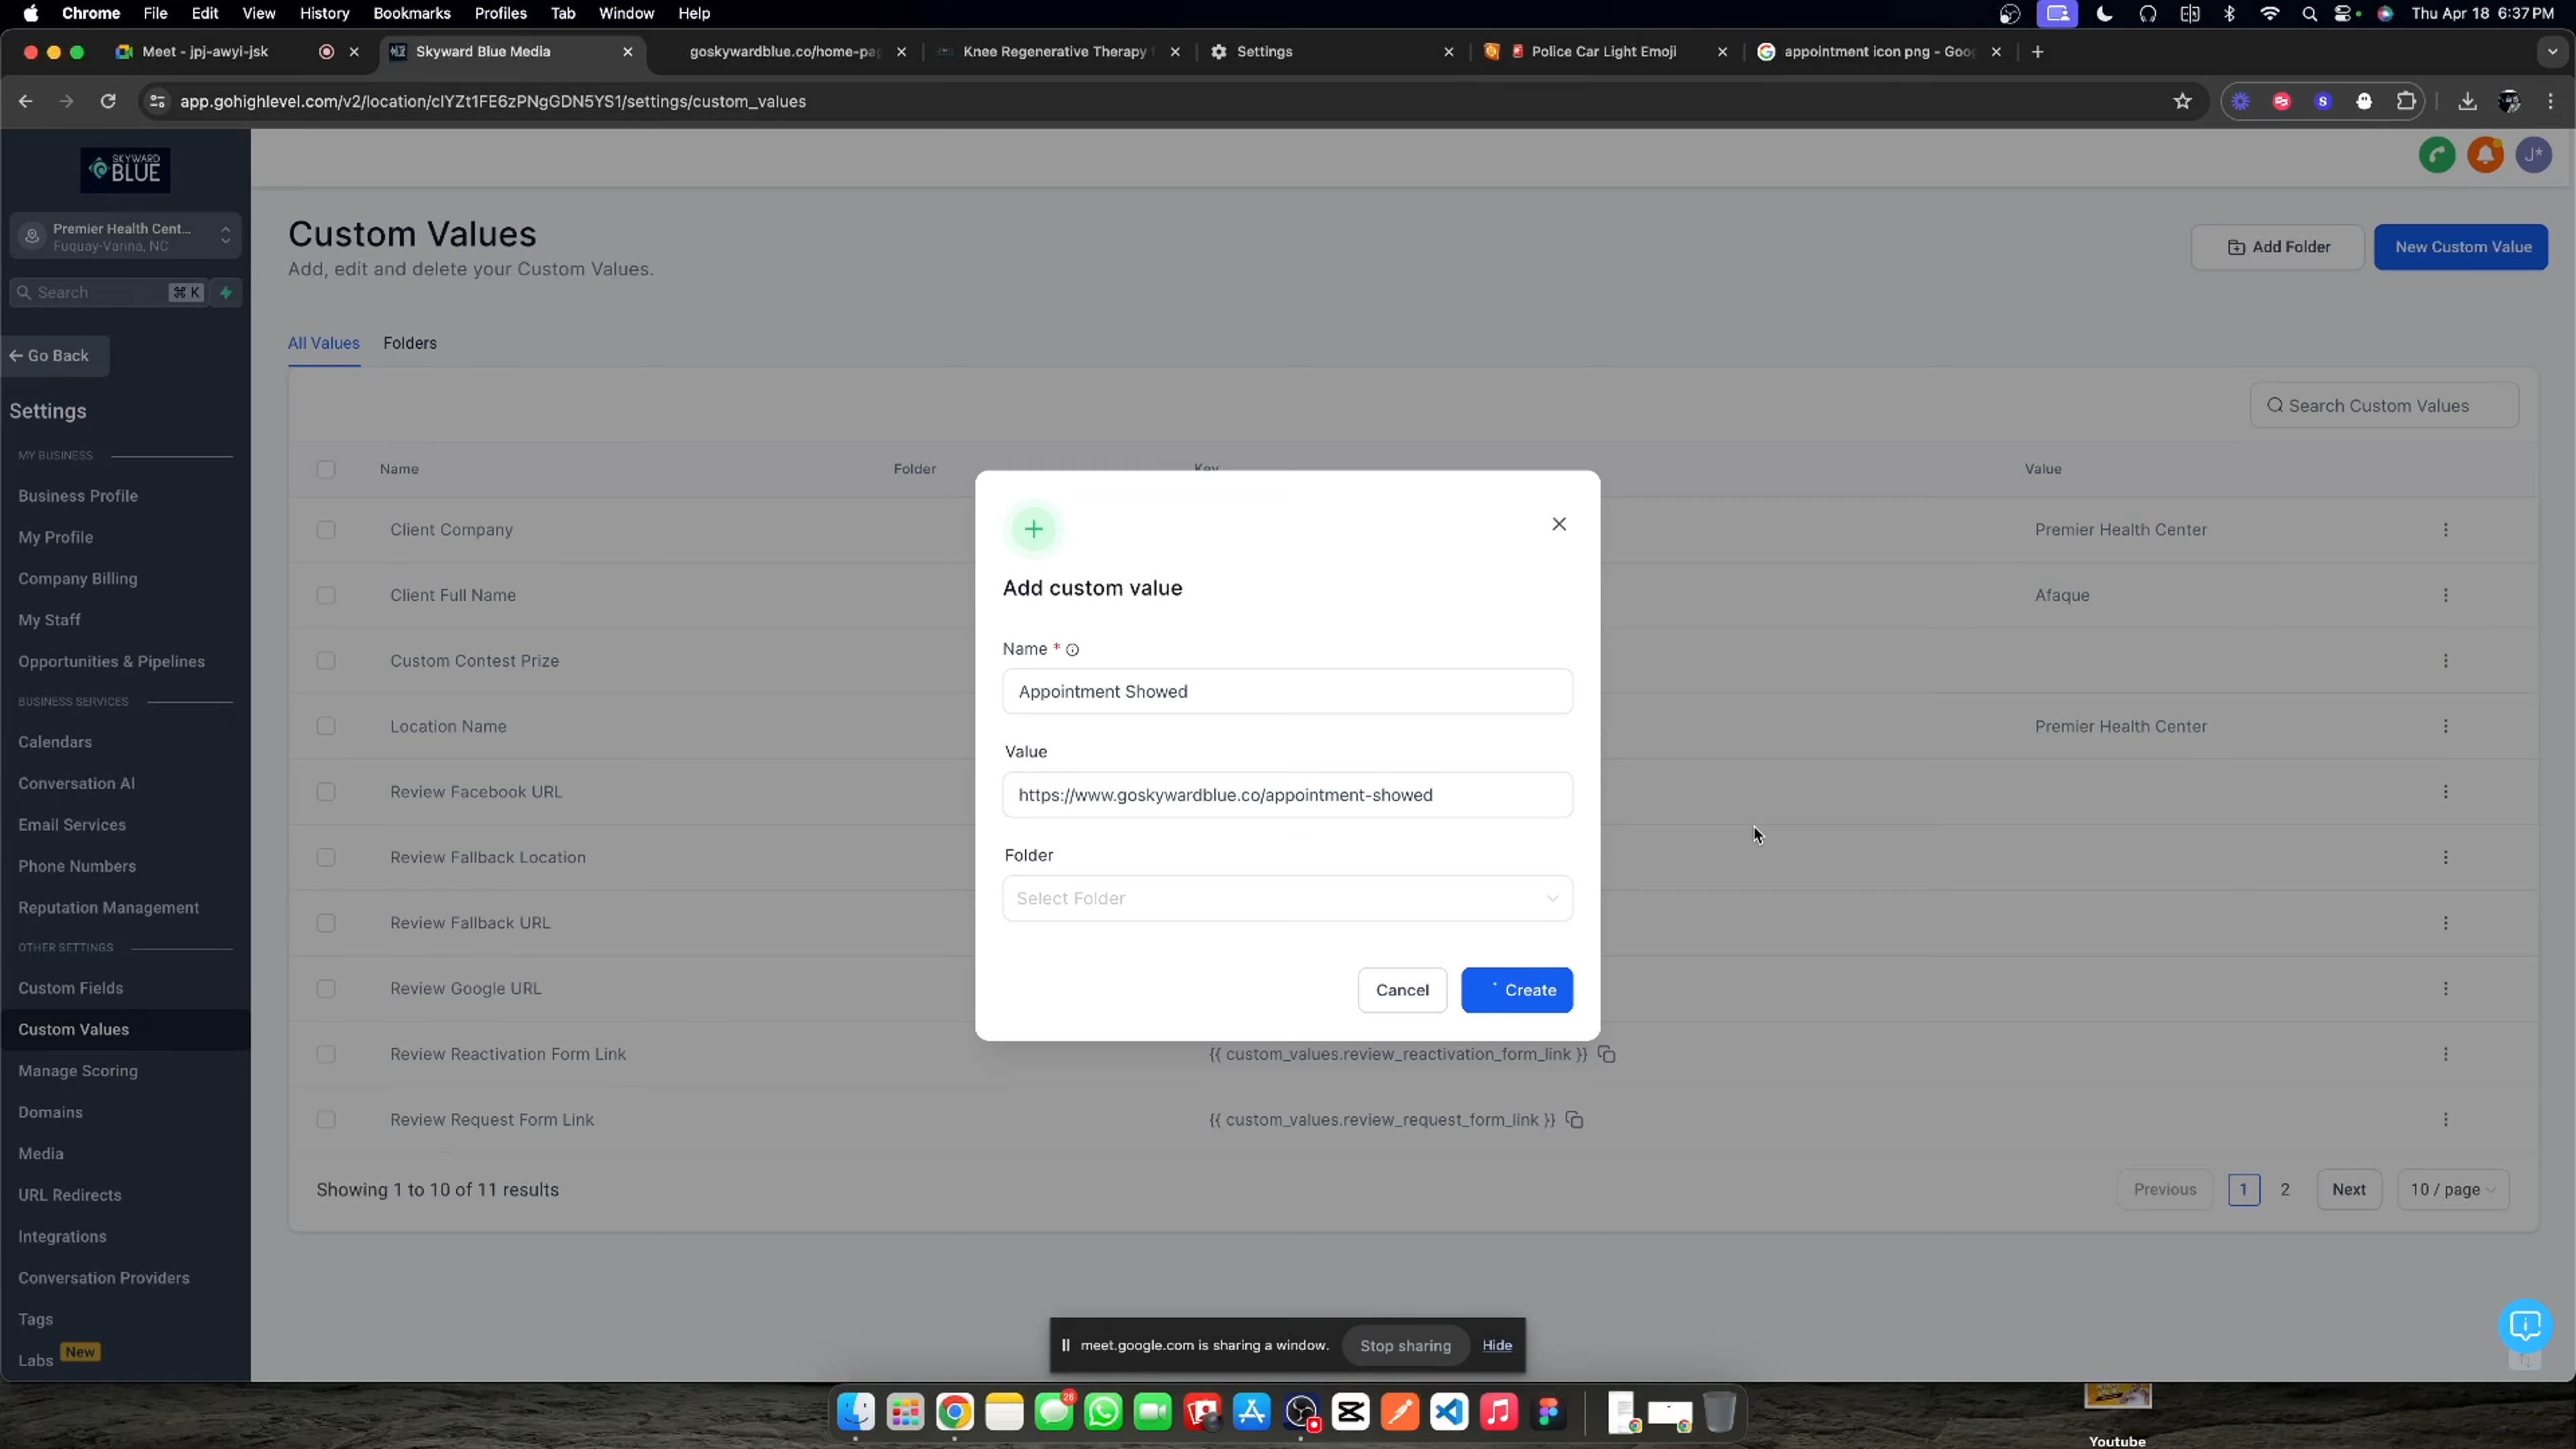 Chrome File Edit View History Bookmarks Profiles Tab Window Help Thu Apr 18 6:37 PM
Meet - jpj-awyi-jsk Skyward Blue Media goskywardblue.co/home-pag Knee Regenerative Therapy Settings Police Car Light Emoji appointment icon png - Goo
app.gohighlevel.com/v2/location/cIYZt1FE6zPNgGDN5YS1/settings/custom_values
SKYWARD
BLUE
J*
Premier Health Cent...
Fuquay-Varina, NC
Search ⌘ K
Go Back
Settings
MY BUSINESS
Business Profile
My Profile
Company Billing
My Staff
Opportunities & Pipelines
BUSINESS SERVICES
Calendars
Conversation AI
Email Services
Phone Numbers
Reputation Management
OTHER SETTINGS
Custom Fields
Custom Values
Manage Scoring
Domains
Media
URL Redirects
Integrations
Conversation Providers
Tags
Labs New
Custom Values
Add, edit and delete your Custom Values.
Add Folder New Custom Value
All Values Folders
Search Custom Values
Name Folder Key Value
Client Company Premier Health Center
Client Full Name Afaque
Custom Contest Prize
Location Name Premier Health Center
Review Facebook URL
Review Fallback Location
Review Fallback URL
Review Google URL
Review Reactivation Form Link {{ custom_values.review_reactivation_form_link }}
Review Request Form Link {{ custom_values.review_request_form_link }}
Showing 1 to 10 of 11 results
Previous 1 2 Next 10 / page
Add custom value
Name *
Appointment Showed
Value
https://www.goskywardblue.co/appointment-showed
Folder
Select Folder
Cancel Create
meet.google.com is sharing a window. Stop sharing Hide
28
Youtube